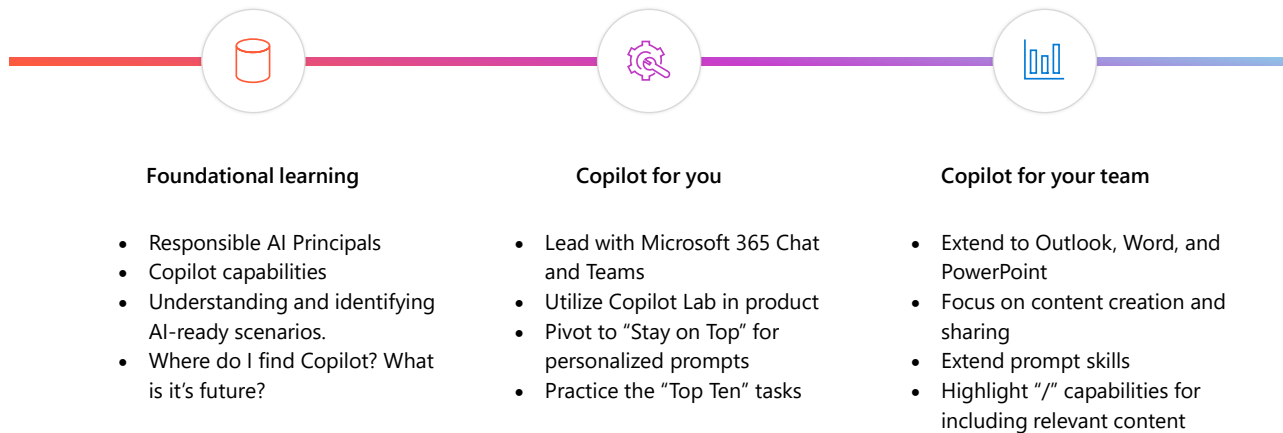 Foundational learning
• Responsible AI Principals
• Copilot capabilities
• Understanding and identifying
AI-ready scenarios.
• Where do I find Copilot? What
is it’s future?
Copilot for you
• Lead with Microsoft 365 Chat
and Teams
• Utilize Copilot Lab in product
• Pivot to “Stay on Top” for
personalized prompts
• Practice the “Top Ten” tasks
Copilot for your team
• Extend to Outlook, Word, and
PowerPoint
• Focus on content creation and
sharing
• Extend prompt skills
• Highlight “/” capabilities for
including relevant content